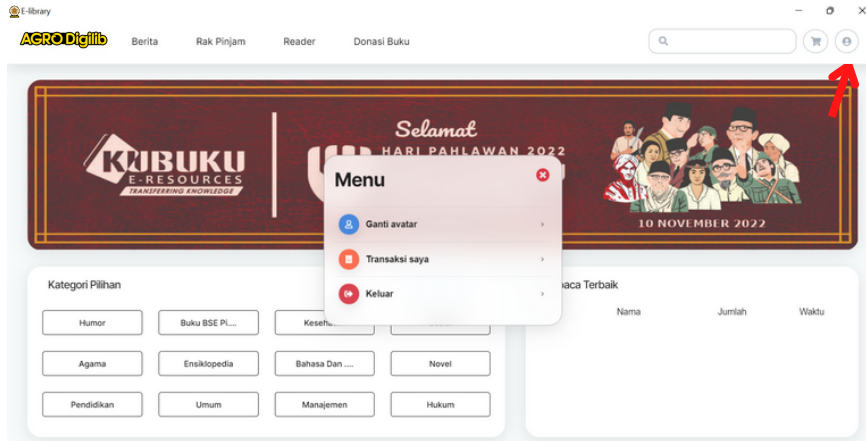 E-library
AGRO Digilib
Berita
Rak Pinjam
Reader
Donasi Buku
KUBUKU
E-RESOURCES
TRANSFERRING KNOWLEDGE
Selamat
HARI PAHLAWAN 2022
10 NOVEMBER 2022
Menu
Ganti avatar
Transaksi saya
Keluar
Kategori Pilihan
Humor
Buku BSE Pi....
Agama
Ensiklopedia
Bahasa Dan ....
Novel
Pendidikan
Umum
Manajemen
Hukum
Terbaik
Nama
Jumlah
Waktu